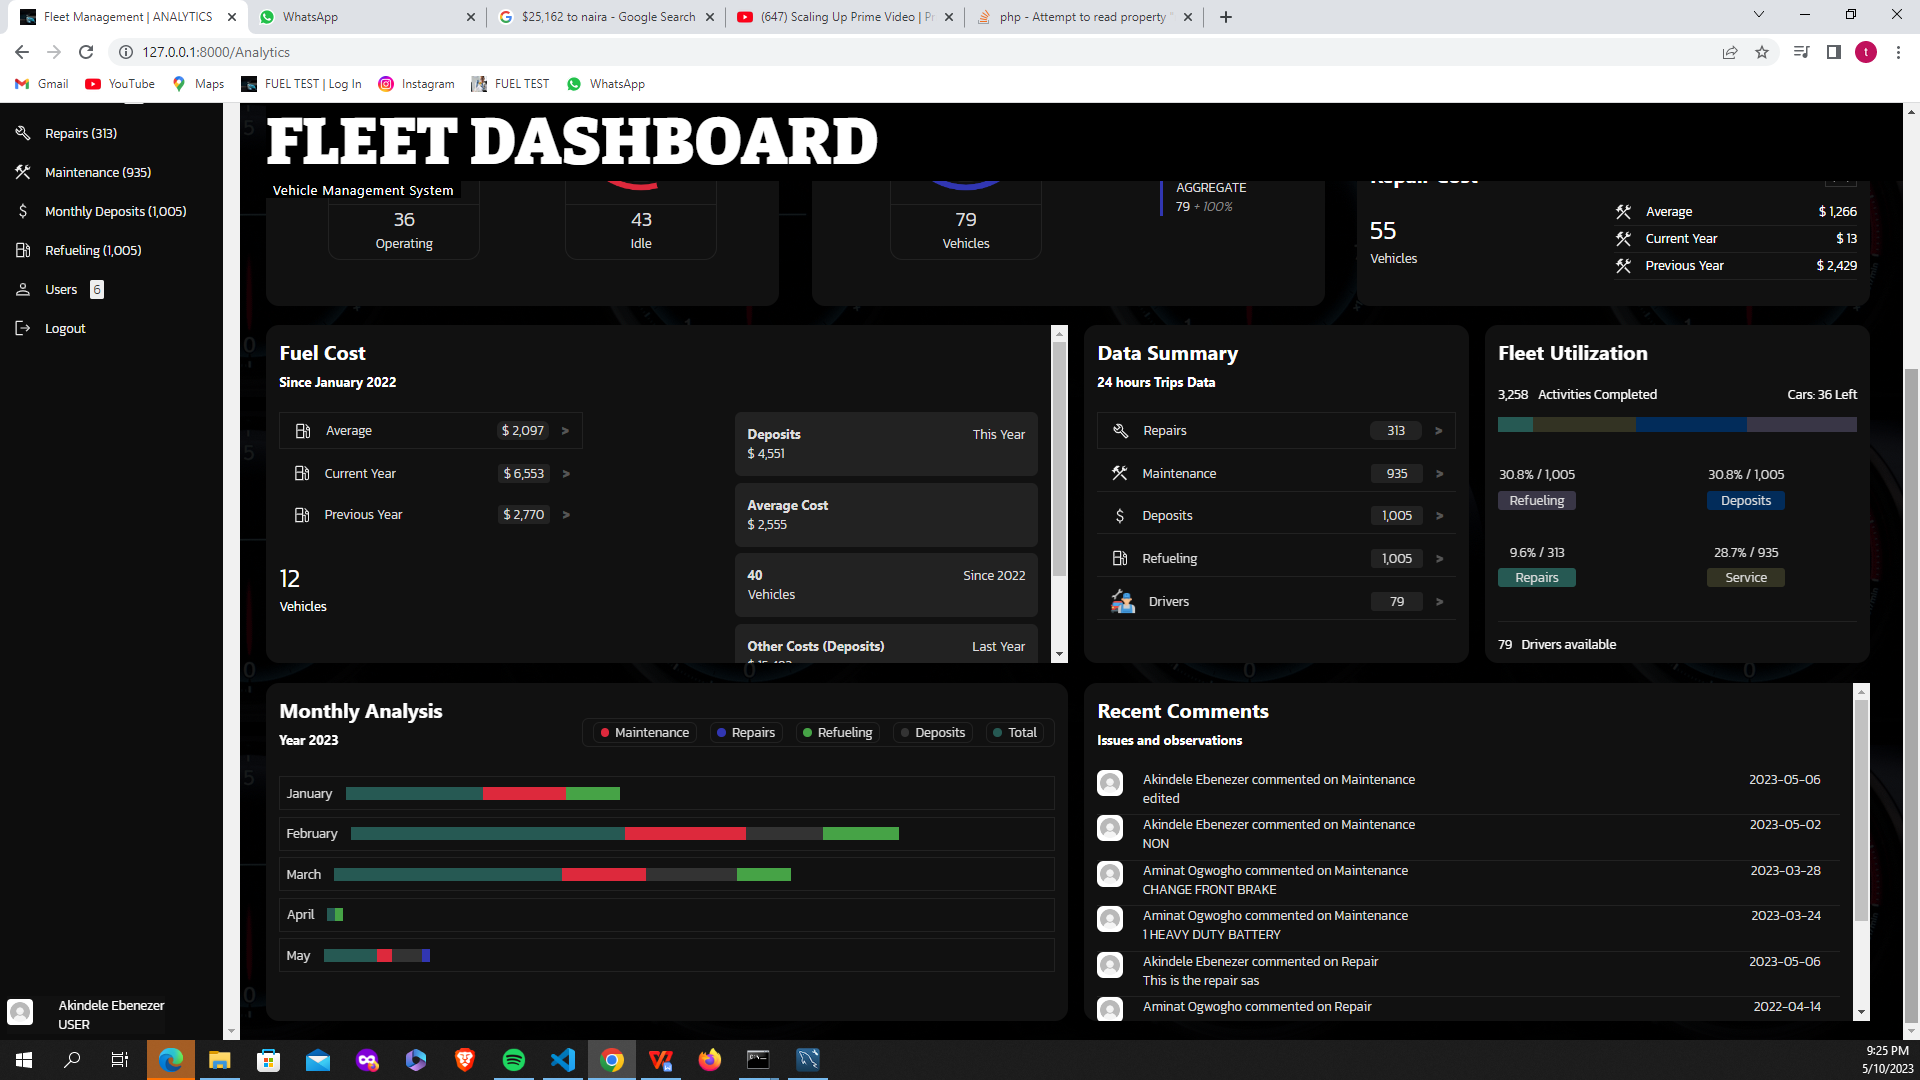 Fleet Management | ANALYTICS
WhatsApp
$25,162 to naira - Google Search
(647) Scaling Up Prime Video | Pr
php - Attempt to read property "
127.0.0.1:8000/Analytics
t
Gmail
YouTube
Maps
FUEL TEST | Log In
Instagram
FUEL TEST
WhatsApp
Repairs (313)
Maintenance (935)
Monthly Deposits (1,005)
Refueling (1,005)
Users 6
Logout
Akindele Ebenezer
USER
FLEET DASHBOARD
Vehicle Management System
36
Operating
43
Idle
79
Vehicles
AGGREGATE
79 + 100%
Repair Cost
55
Vehicles
Average $ 1,266
Current Year $ 13
Previous Year $ 2,429
Fuel Cost
Since January 2022
Average $ 2,097 >
Current Year $ 6,553 >
Previous Year $ 2,770 >
12
Vehicles
Deposits This Year
$ 4,551
Average Cost
$ 2,555
40 Since 2022
Vehicles
Other Costs (Deposits) Last Year
Data Summary
24 hours Trips Data
Repairs 313 >
Maintenance 935 >
Deposits 1,005 >
Refueling 1,005 >
Drivers 79 >
Fleet Utilization
3,258 Activities Completed Cars: 36 Left
30.8% / 1,005 30.8% / 1,005
Refueling Deposits
9.6% / 313 28.7% / 935
Repairs Service
79 Drivers available
Monthly Analysis
Year 2023
Maintenance Repairs Refueling Deposits Total
January
February
March
April
May
Recent Comments
Issues and observations
Akindele Ebenezer commented on Maintenance 2023-05-06
edited
Akindele Ebenezer commented on Maintenance 2023-05-02
NON
Aminat Ogwogho commented on Maintenance 2023-03-28
CHANGE FRONT BRAKE
Aminat Ogwogho commented on Maintenance 2023-03-24
1 HEAVY DUTY BATTERY
Akindele Ebenezer commented on Repair 2023-05-06
This is the repair sas
Aminat Ogwogho commented on Repair 2022-04-14
9:25 PM
5/10/2023